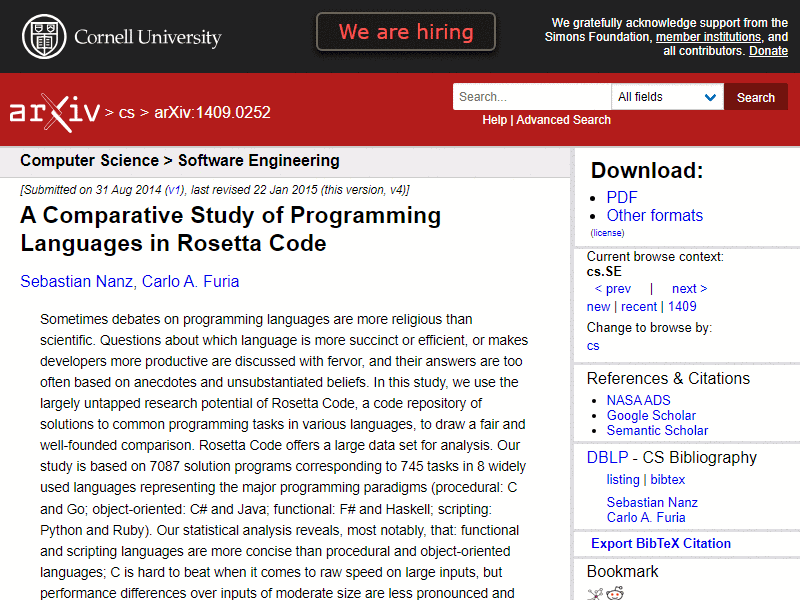 Cornell University
We are hiring
We gratefully acknowledge support from the
Simons Foundation, member institutions, and
all contributors. Donate
arXiv > cs > arXiv:1409.0252
Search...
All fields
Search
Help | Advanced Search
Computer Science > Software Engineering
[Submitted on 31 Aug 2014 (v1), last revised 22 Jan 2015 (this version, v4)]
A Comparative Study of Programming
Languages in Rosetta Code
Sebastian Nanz, Carlo A. Furia
Sometimes debates on programming languages are more religious than
scientific. Questions about which language is more succinct or efficient, or makes
developers more productive are discussed with fervor, and their answers are too
often based on anecdotes and unsubstantiated beliefs. In this study, we use the
largely untapped research potential of Rosetta Code, a code repository of
solutions to common programming tasks in various languages, to draw a fair and
well-founded comparison. Rosetta Code offers a large data set for analysis. Our
study is based on 7087 solution programs corresponding to 745 tasks in 8 widely
used languages representing the major programming paradigms (procedural: C
and Go; object-oriented: C# and Java; functional: F# and Haskell; scripting:
Python and Ruby). Our statistical analysis reveals, most notably, that: functional
and scripting languages are more concise than procedural and object-oriented
languages; C is hard to beat when it comes to raw speed on large inputs, but
performance differences over inputs of moderate size are less pronounced and
Download:
PDF
Other formats
(license)
Current browse context:
cs.SE
< prev | next >
new | recent | 1409
Change to browse by:
cs
References & Citations
NASA ADS
Google Scholar
Semantic Scholar
DBLP - CS Bibliography
listing | bibtex
Sebastian Nanz
Carlo A. Furia
Export BibTeX Citation
Bookmark